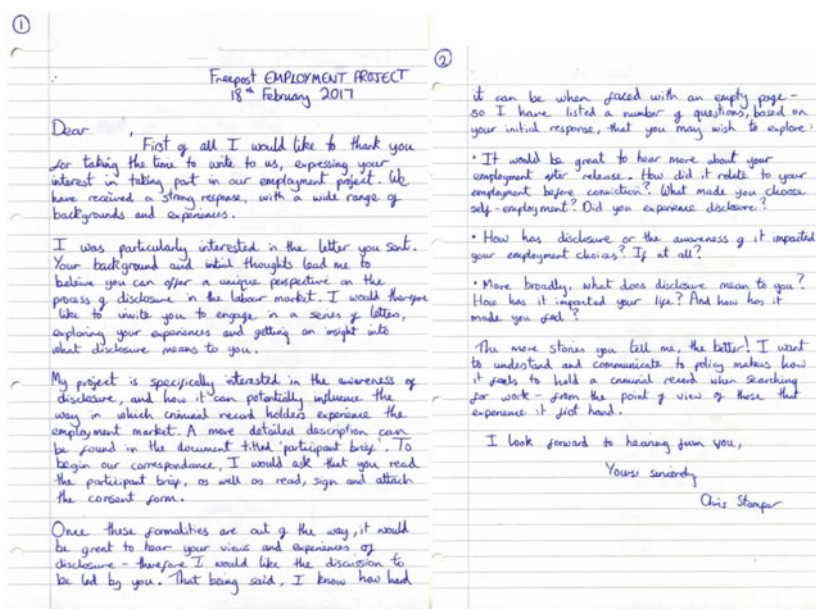 ①
Freepost EMPLOYMENT PROJECT
18th February 2017
Dear ,
First of all I would like to thank you
for taking the time to write to us, expressing your
interest in taking part in our employment project. We
have received a strong response, with a wide range of
backgrounds and experiences.
I was particularly interested in the letter you sent.
Your background and initial thoughts lead me to
believe you can offer a unique perspective on the
process of disclosure in the labour market. I would therefore
like to invite you to engage in a series of letters,
exploring your experiences and getting an insight into
what disclosure means to you.
My project is specifically interested in the awareness of
disclosure, and how it can potentially influence the
way in which criminal record holders experience the
employment market. A more detailed description can
be found in the document titled 'participant brief'. To
begin our correspondence, I would ask that you read
the participant brief, as well as read, sign and attach
the consent form.
Once these formalities are out of the way, it would
be great to hear your views and experiences of
disclosure - therefore I would like the discussion to
be led by you. That being said, I know how hard
②
it can be when faced with an empty page -
so I have listed a number of questions, based on
your initial response, that you may wish to explore:
• It would be great to hear more about your
employment after release. How did it relate to your
employment before conviction? What made you choose
self-employment? Did you experience disclosure?
• How has disclosure or the awareness of it impacted
your employment choices? If at all?
• More broadly, what does disclosure mean to you?
How has it impacted your life? And how has it
made you feel?
The more stories you tell me, the better! I want
to understand and communicate to policy makers how
it feels to hold a criminal record when searching
for work - from the point of view of those that
experience it first hand.
I look forward to hearing from you,
Yours sincerely
Chris Stamper